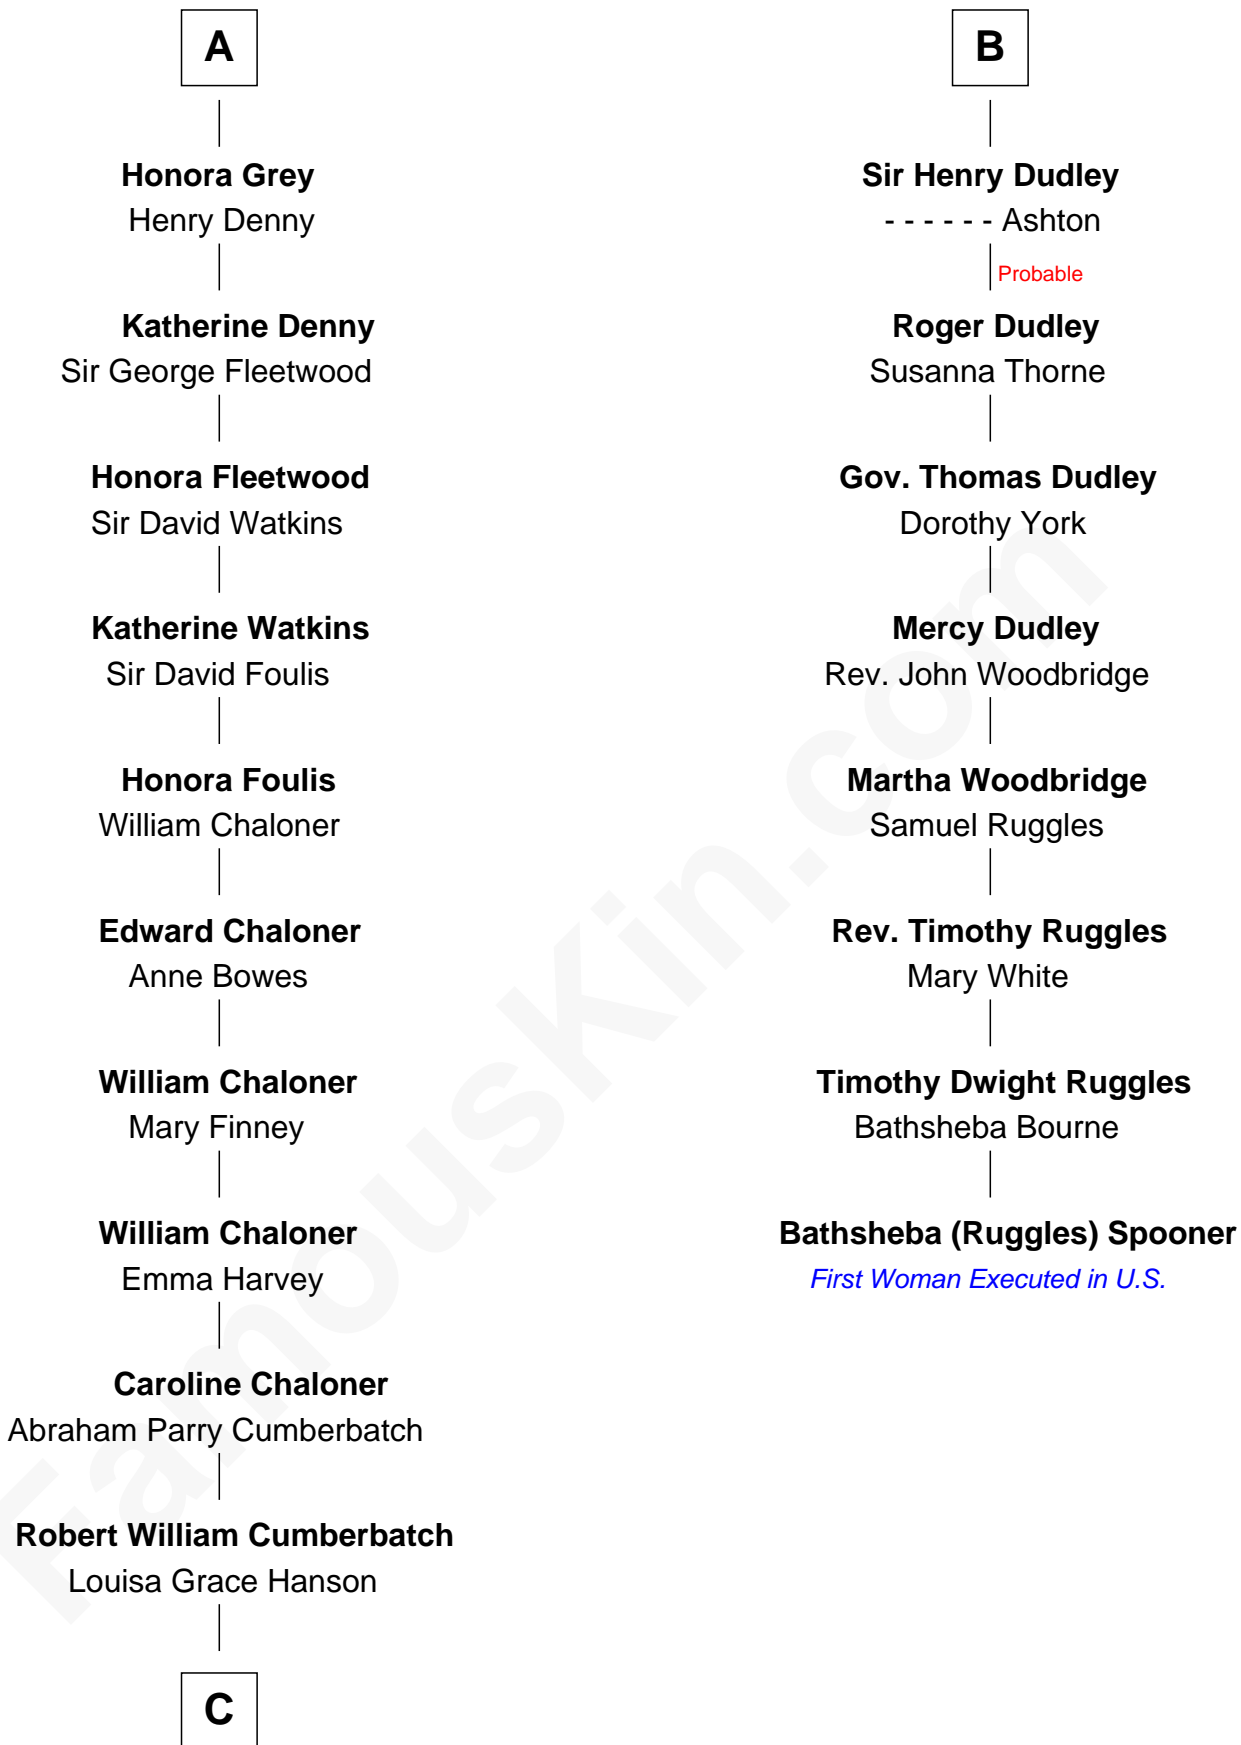 A
Honora Grey
Henry Denny
Katherine Denny
Sir George Fleetwood
Honora Fleetwood
Sir David Watkins
Katherine Watkins
Sir David Foulis
Honora Foulis
William Chaloner
Edward Chaloner
Anne Bowes
William Chaloner
Mary Finney
William Chaloner
Emma Harvey
Caroline Chaloner
Abraham Parry Cumberbatch
Robert William Cumberbatch
Louisa Grace Hanson
C
B
Sir Henry Dudley
- - - - - - Ashton
Probable
Roger Dudley
Susanna Thorne
Gov. Thomas Dudley
Dorothy York
Mercy Dudley
Rev. John Woodbridge
Martha Woodbridge
Samuel Ruggles
Rev. Timothy Ruggles
Mary White
Timothy Dwight Ruggles
Bathsheba Bourne
Bathsheba (Ruggles) Spooner
First Woman Executed in U.S.
FamousKin.com